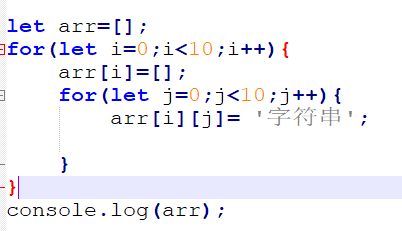 let arr=[];
for(let i=0;i<10;i++){
    arr[i]=[];
    for(let j=0;j<10;j++){
        arr[i][j]= '字符串';
    }
}
console.log(arr);